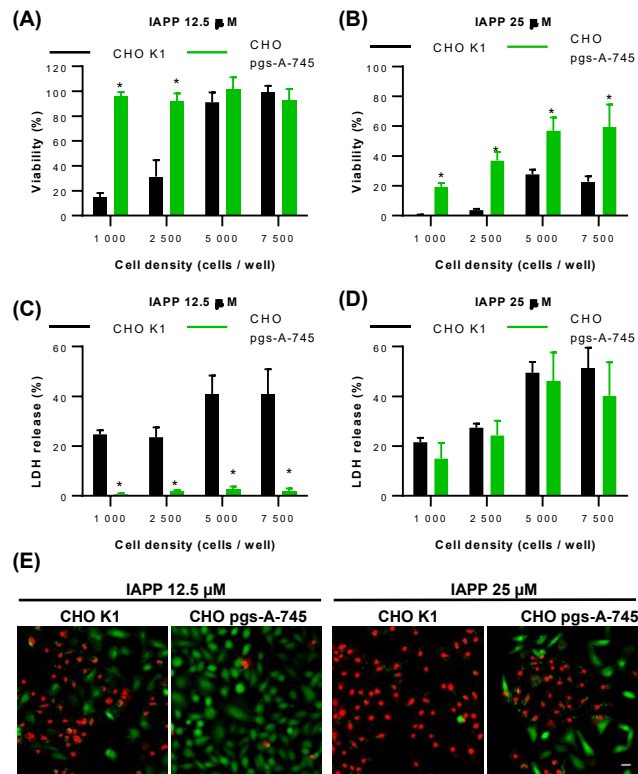 (A)
IAPP 12.5 μM
CHO K1
CHO
pgs-A-745
Viability (%)
120
100
80
60
40
20
0
*
*
1 000
2 500
5 000
7 500
Cell density (cells / well)
(B)
IAPP 25 μM
CHO K1
CHO
pgs-A-745
Viability (%)
100
80
60
40
20
0
*
*
*
*
1 000
2 500
5 000
7 500
Cell density (cells / well)
(C)
IAPP 12.5 μM
CHO K1
CHO
pgs-A-745
LDH release (%)
60
40
20
0
*
*
*
*
1 000
2 500
5 000
7 500
Cell density (cells / well)
(D)
IAPP 25 μM
CHO K1
CHO
pgs-A-745
LDH release (%)
60
40
20
0
1 000
2 500
5 000
7 500
Cell density (cells / well)
(E)
IAPP 12.5 μM
IAPP 25 μM
CHO K1
CHO pgs-A-745
CHO K1
CHO pgs-A-745